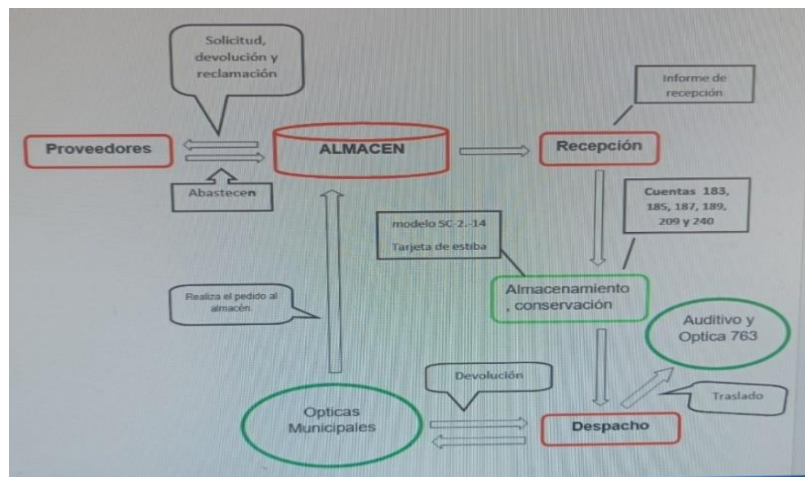 Solicitud,
devolución y
reclamación
Informe de
recepción
Proveedores
ALMACEN
Recepción
Abastecen
Cuentas 183,
185, 187, 189,
209 y 240
modelo SC-2.-14
Tarjeta de estiba
Realiza el pedido al
almacén.
Almacenamiento
, conservación
Auditivo y
Optica 763
Devolución
Traslado
Opticas
Municipales
Despacho